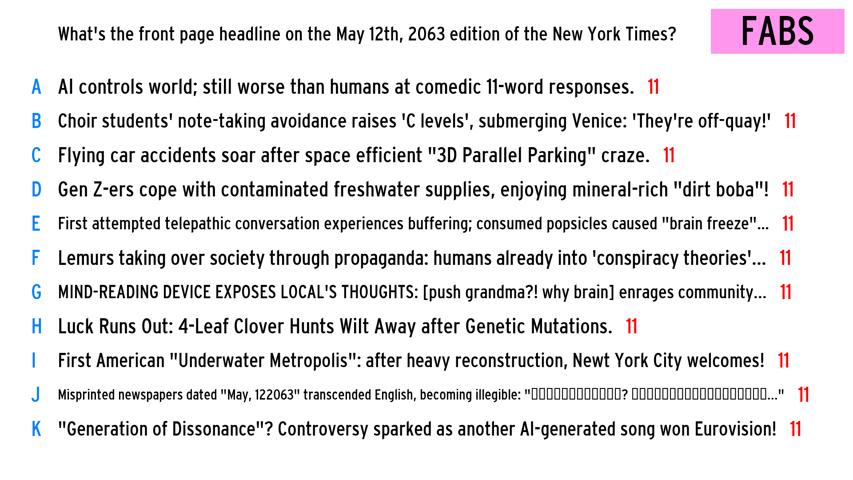 What's the front page headline on the May 12th, 2063 edition of the New York Times?
FABS
A AI controls world; still worse than humans at comedic 11-word responses. 11
B Choir students' note-taking avoidance raises 'C levels', submerging Venice: 'They're off-quay!' 11
C Flying car accidents soar after space efficient "3D Parallel Parking" craze. 11
D Gen Z-ers cope with contaminated freshwater supplies, enjoying mineral-rich "dirt boba"! 11
E First attempted telepathic conversation experiences buffering; consumed popsicles caused "brain freeze"... 11
F Lemurs taking over society through propaganda: humans already into 'conspiracy theories'... 11
G MIND-READING DEVICE EXPOSES LOCAL'S THOUGHTS: [push grandma?! why brain] enrages community... 11
H Luck Runs Out: 4-Leaf Clover Hunts Wilt Away after Genetic Mutations. 11
I First American "Underwater Metropolis": after heavy reconstruction, Newt York City welcomes! 11
J Misprinted newspapers dated "May, 122063" transcended English, becoming illegible: "▯▯▯▯▯▯▯▯▯▯▯▯▯? ▯▯▯▯▯▯▯▯▯▯▯▯▯▯▯▯▯▯▯..." 11
K "Generation of Dissonance"? Controversy sparked as another AI-generated song won Eurovision! 11